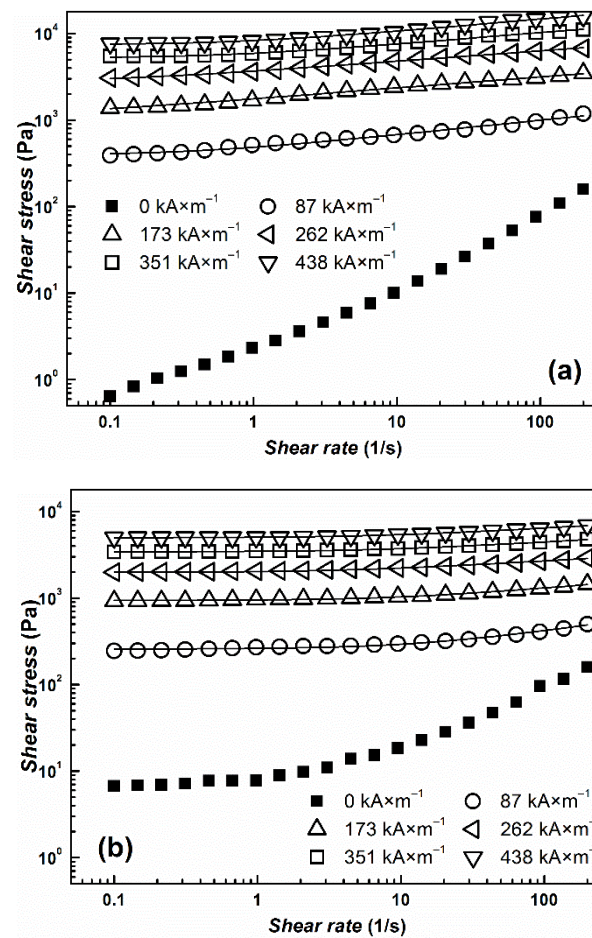 10⁴
10³
10²
10¹
10⁰
Shear stress (Pa)
0 kA×m⁻¹
87 kA×m⁻¹
173 kA×m⁻¹
262 kA×m⁻¹
351 kA×m⁻¹
438 kA×m⁻¹
(a)
0.1 1 10 100
Shear rate (1/s)
10⁴
10³
10²
10¹
10⁰
Shear stress (Pa)
0 kA×m⁻¹
87 kA×m⁻¹
173 kA×m⁻¹
262 kA×m⁻¹
351 kA×m⁻¹
438 kA×m⁻¹
(b)
0.1 1 10 100
Shear rate (1/s)